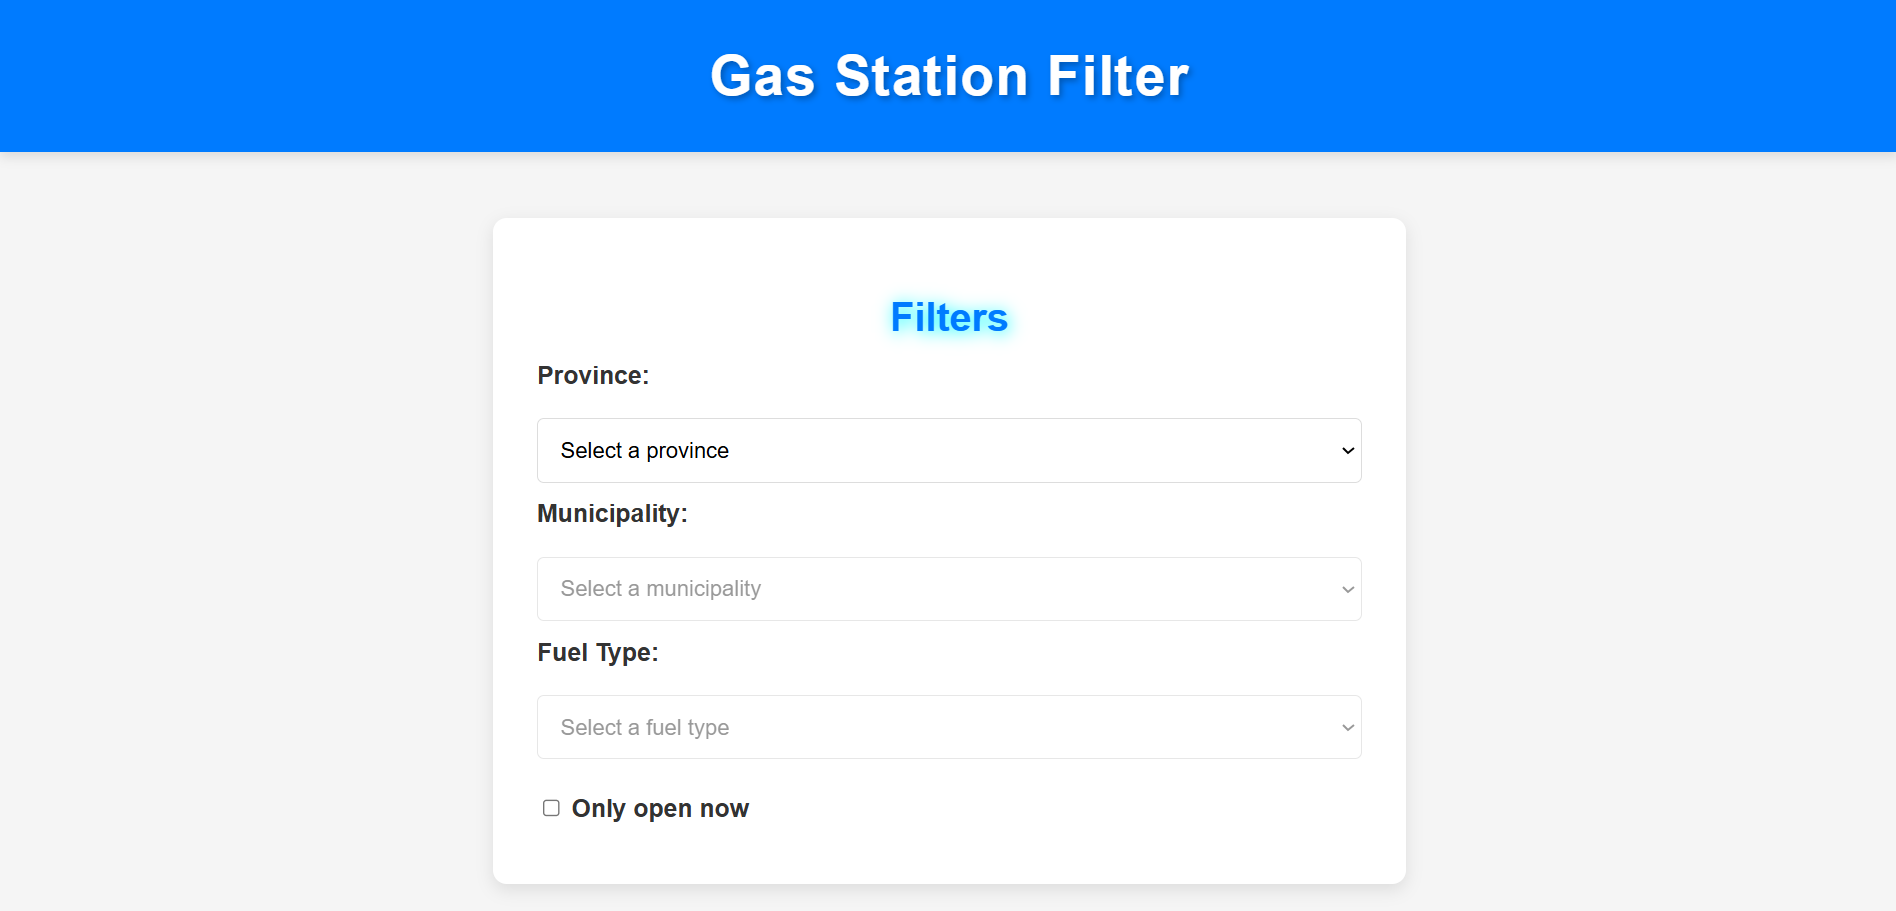 Gas Station Filter
Filters
Province:
Select a province
Municipality:
Select a municipality
Fuel Type:
Select a fuel type
Only open now